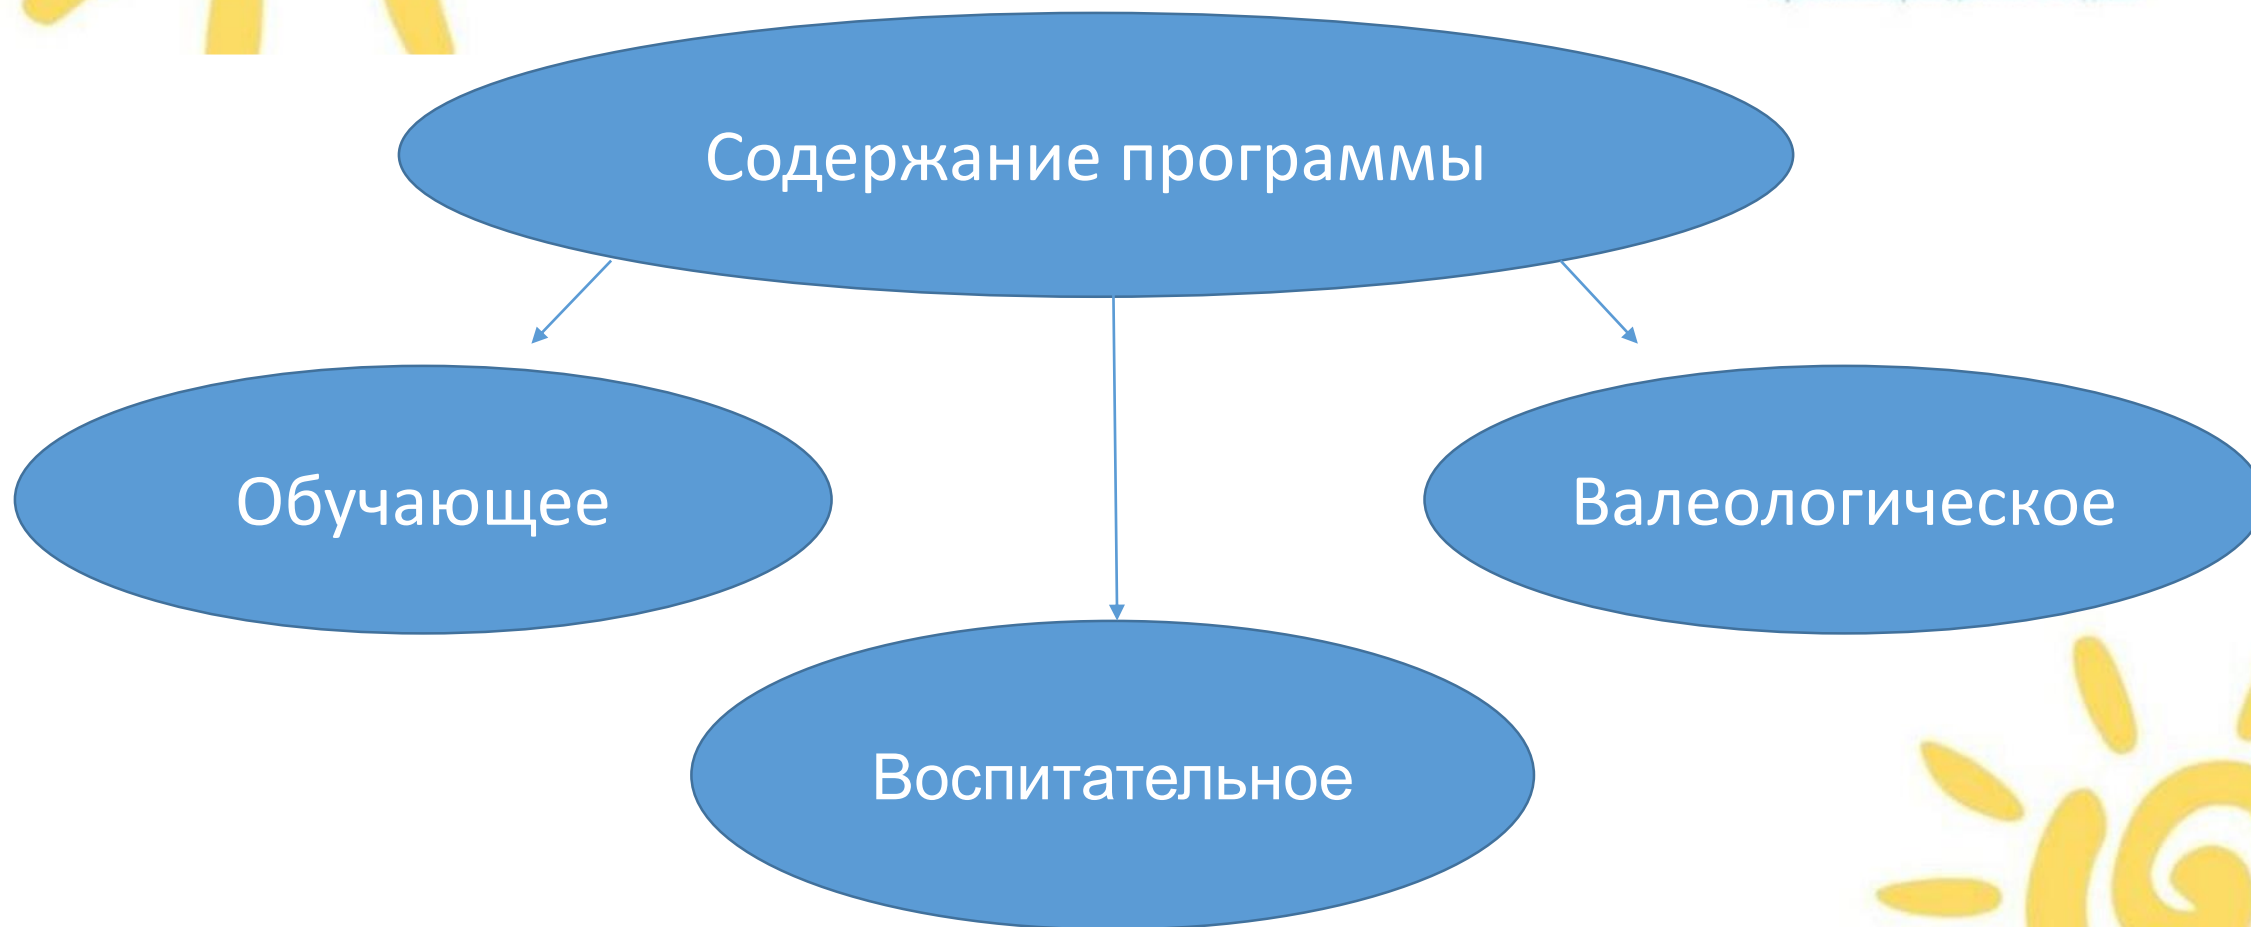 Содержание программы
Обучающее
Валеологическое
Воспитательное